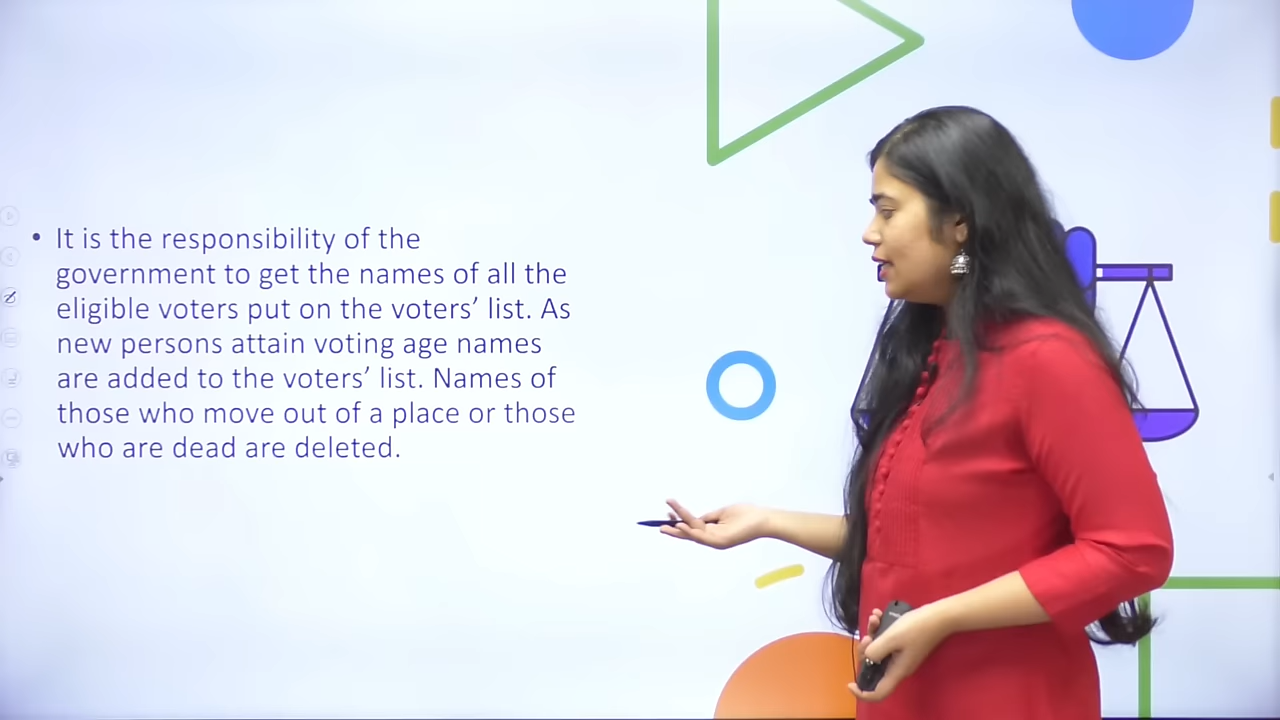 • It is the responsibility of the
government to get the names of all the
eligible voters put on the voters’ list. As
new persons attain voting age names
are added to the voters’ list. Names of
those who move out of a place or those
who are dead are deleted.